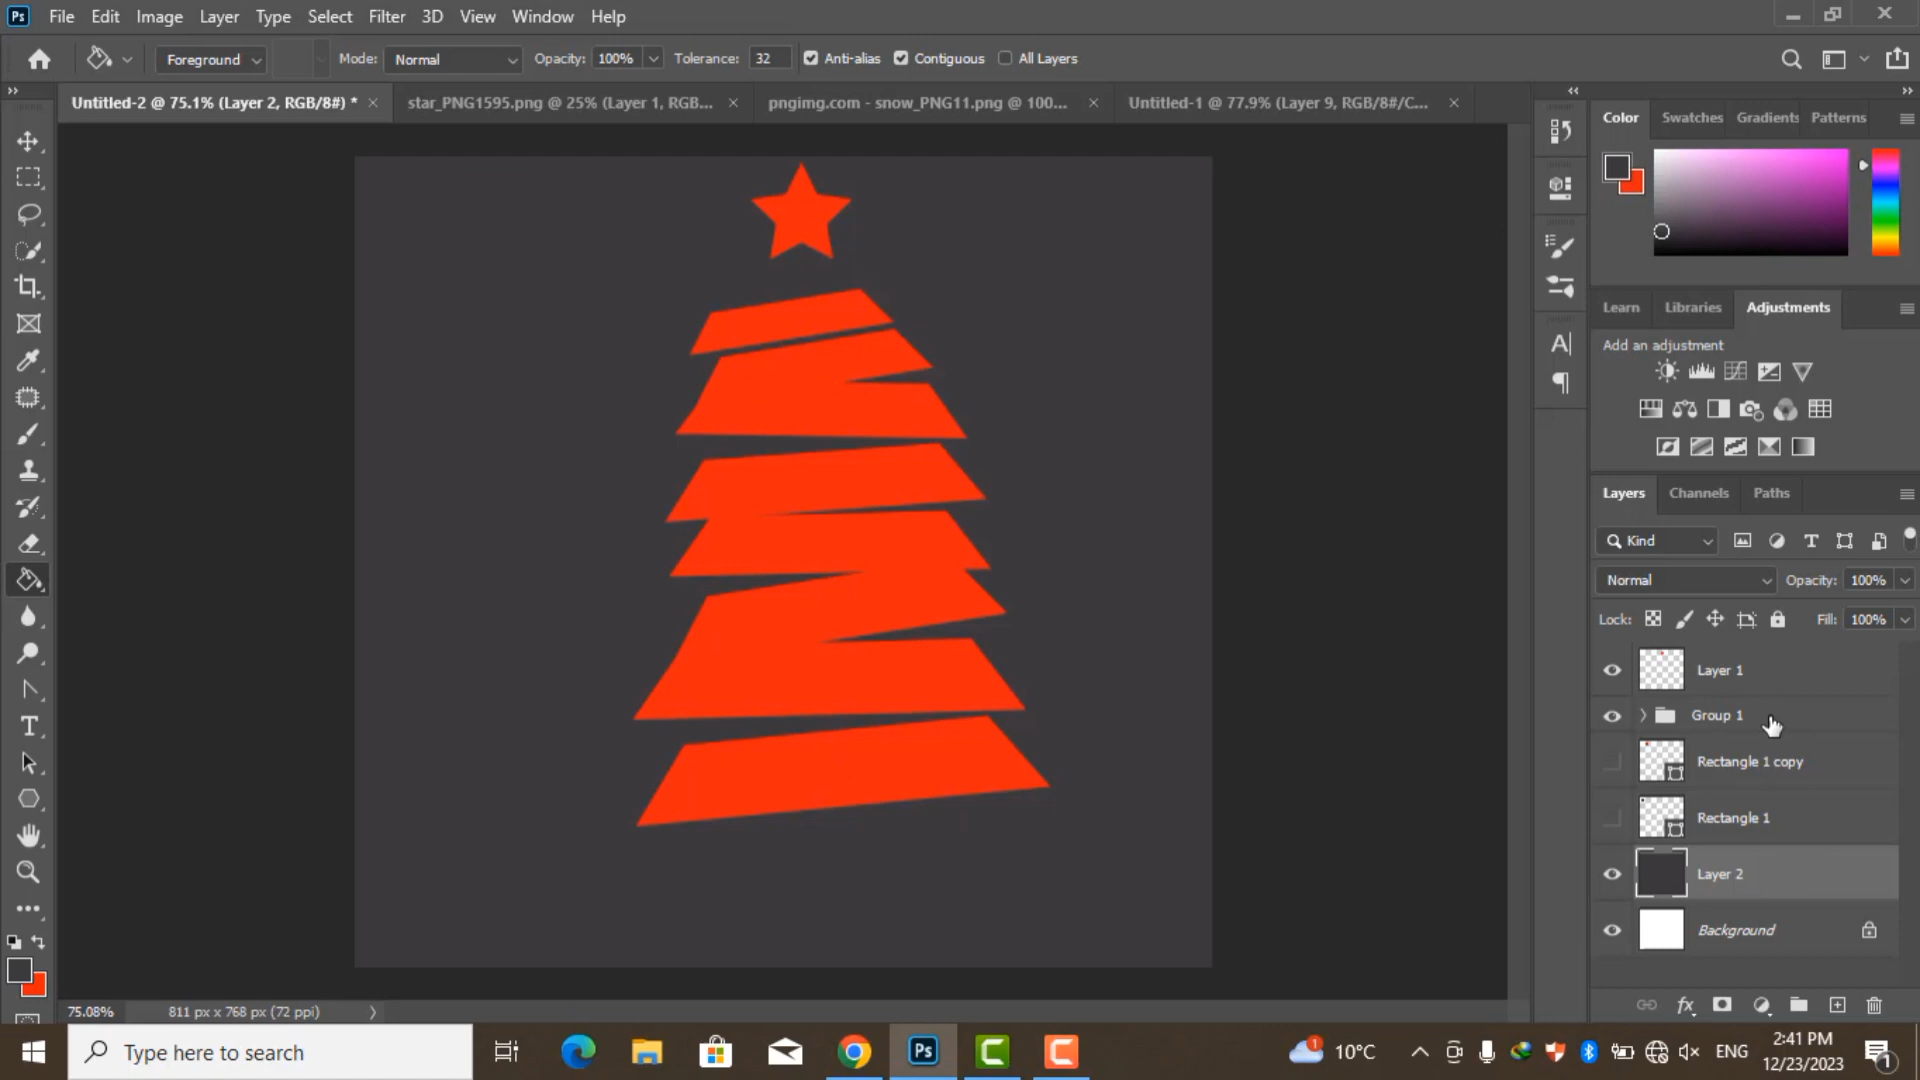 Ps File Edit Image Layer Type Select Filter 3D View Window Help
Foreground Mode: Normal Opacity: 100% Tolerance: 32 Anti-alias Contiguous All Layers
Untitled-2 @ 75.1% (Layer 2, RGB/8#) * star_PNG1595.png @ 25% (Layer 1, RGB... pngimg.com - snow_PNG11.png @ 100... Untitled-1 @ 77.9% (Layer 9, RGB/8#/C...
Color Swatches Gradients Patterns
Learn Libraries Adjustments
Add an adjustment
Layers Channels Paths
Kind
Normal Opacity: 100%
Lock: Fill: 100%
Layer 1
Group 1
Rectangle 1 copy
Rectangle 1
Layer 2
Background
fx
75.08% 811 px x 768 px (72 ppi)
Type here to search
Ps
1
10°C
ENG
2:41 PM
12/23/2023
1